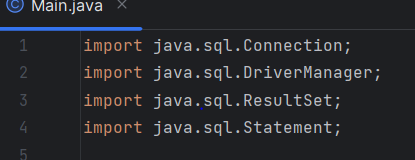 Main.java
1 import java.sql.Connection;
2 import java.sql.DriverManager;
3 import java.sql.ResultSet;
4 import java.sql.Statement;
5